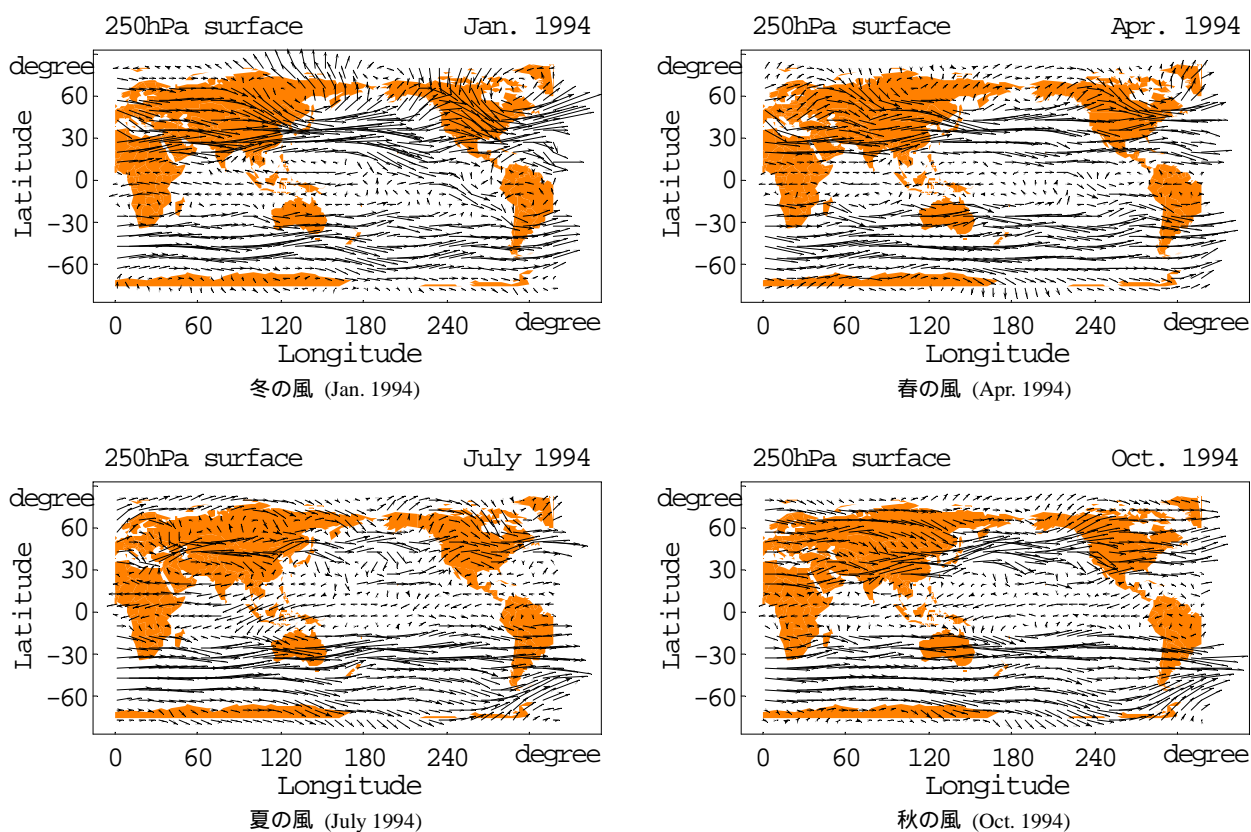 250hPa surface Jan. 1994
degree
60
30
0
-30
-60
Latitude
0 60 120 180 240 degree
Longitude
冬の風 (Jan. 1994)
250hPa surface Apr. 1994
degree
60
30
0
-30
-60
Latitude
0 60 120 180 240 degree
Longitude
春の風 (Apr. 1994)
250hPa surface July 1994
degree
60
30
0
-30
-60
Latitude
0 60 120 180 240 degree
Longitude
夏の風 (July 1994)
250hPa surface Oct. 1994
degree
60
30
0
-30
-60
Latitude
0 60 120 180 240 degree
Longitude
秋の風 (Oct. 1994)